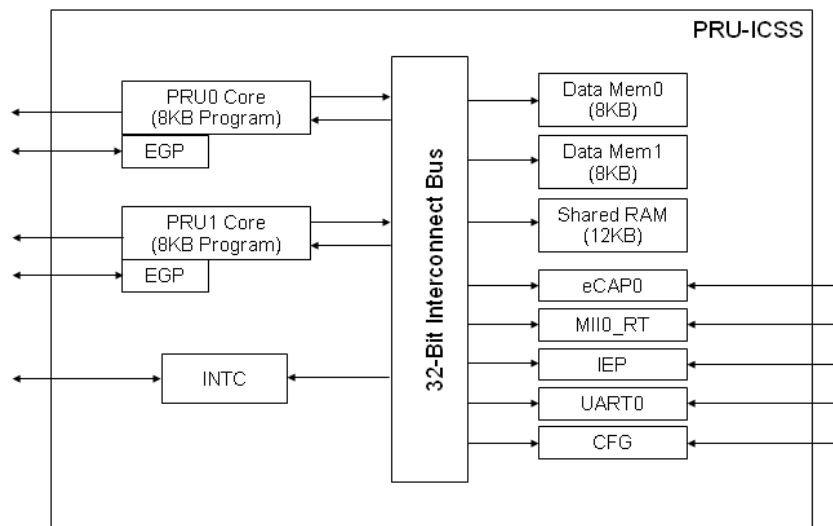 PRU-ICSS
PRU0 Core
(8KB Program)
EGP
PRU1 Core
(8KB Program)
EGP
INTC
32-Bit Interconnect Bus
Data Mem0
(8KB)
Data Mem1
(8KB)
Shared RAM
(12KB)
eCAP0
MII0_RT
IEP
UART0
CFG